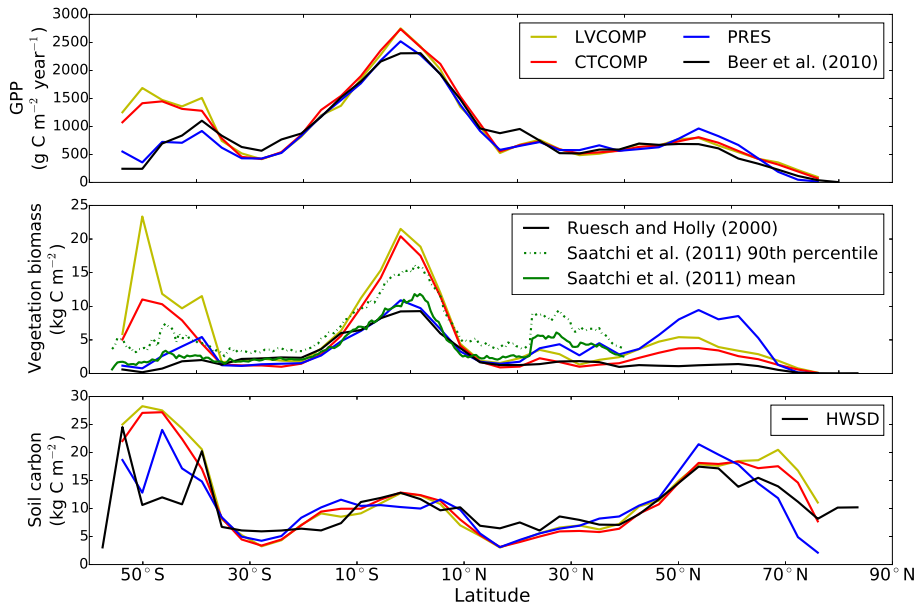 GPP
(g C m⁻² year⁻¹)
3000
2500
2000
1500
1000
500
0
LVCOMP
CTCOMP
PRES
Beer et al. (2010)
Vegetation biomass
(kg C m⁻²)
25
20
15
10
5
0
Ruesch and Holly (2000)
Saatchi et al. (2011) 90th percentile
Saatchi et al. (2011) mean
Soil carbon
(kg C m⁻²)
30
25
20
15
10
5
0
HWSD
50°S 30°S 10°S 10°N 30°N 50°N 70°N 90°N
Latitude